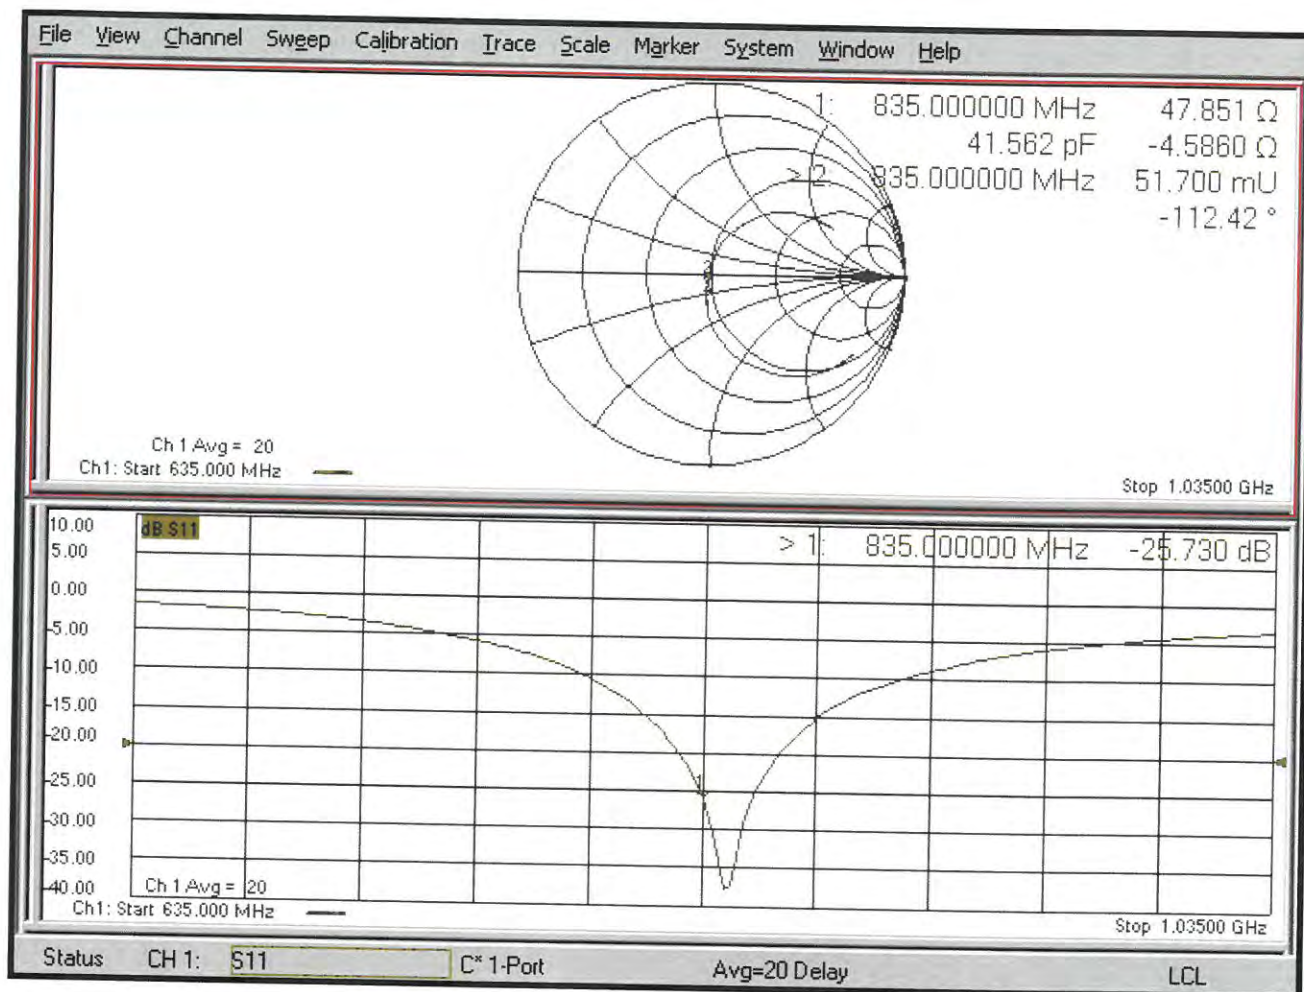 File View Channel Sweep Calibration Trace Scale Marker System Window Help
1: 835.000000 MHz 47.851 Ω
41.562 pF -4.5860 Ω
> 2: 835.000000 MHz 51.700 mU
-112.42 °
Ch 1 Avg = 20
Ch1: Start 635.000 MHz
Stop 1.03500 GHz
10.00
dB S11
> 1: 835.000000 MHz -25.730 dB
5.00
0.00
-5.00
-10.00
-15.00
-20.00
-25.00
1
-30.00
-35.00
-40.00
Ch 1 Avg = 20
Ch1: Start 635.000 MHz
Stop 1.03500 GHz
Status CH 1: S11 C* 1-Port Avg=20 Delay LCL